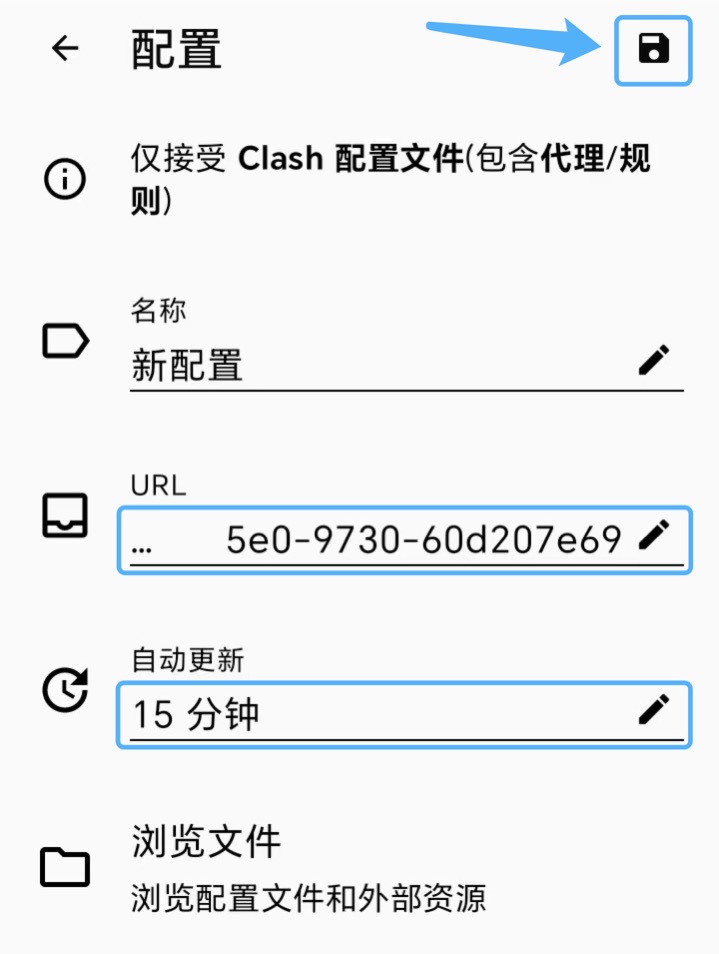 配置
仅接受 Clash 配置文件(包含代理/规
则)
名称
新配置
URL
... 5e0-9730-60d207e69
自动更新
15 分钟
浏览文件
浏览配置文件和外部资源